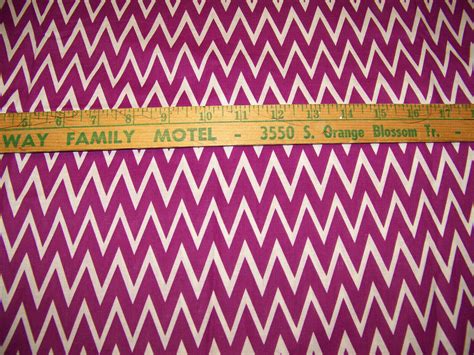 5 6 7 8 9 10 11 12 13 14 15 16 17
WAY FAMILY MOTEL - 3550 S. Orange Blossom Tr. -